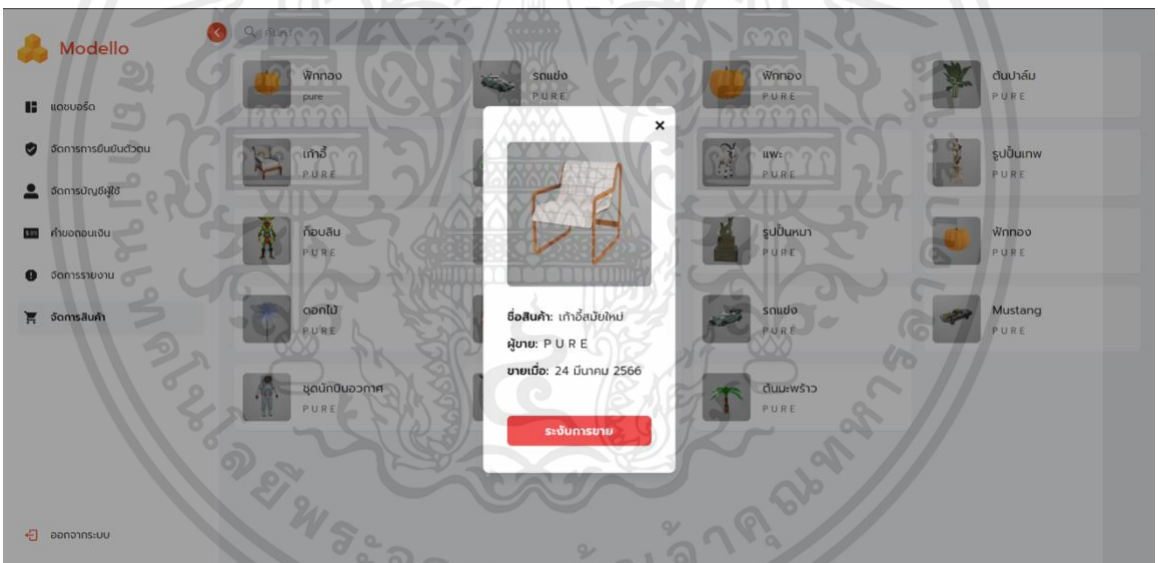 Modello
ค้นหา
แดชบอร์ด
จัดการการยืนยันตัวตน
จัดการบัญชีผู้ใช้
คำขอถอนเงิน
จัดการรายงาน
จัดการสินค้า
ออกจากระบบ
ฟักทอง
pure
รถแข่ง
PURE
ฟักทอง
PURE
ต้นปาล์ม
PURE
เก้าอี้
PURE
แพะ
PURE
รูปปั้นเทพ
PURE
ก็อบลิน
PURE
รูปปั้นหมา
PURE
ฟักทอง
PURE
ดอกไม้
PURE
รถแข่ง
PURE
Mustang
PURE
ชุดนักบินอวกาศ
PURE
ต้นมะพร้าว
PURE
ชื่อสินค้า: เก้าอี้สมัยใหม่
ผู้ขาย: P U R E
ขายเมื่อ: 24 มีนาคม 2566
ระงับการขาย